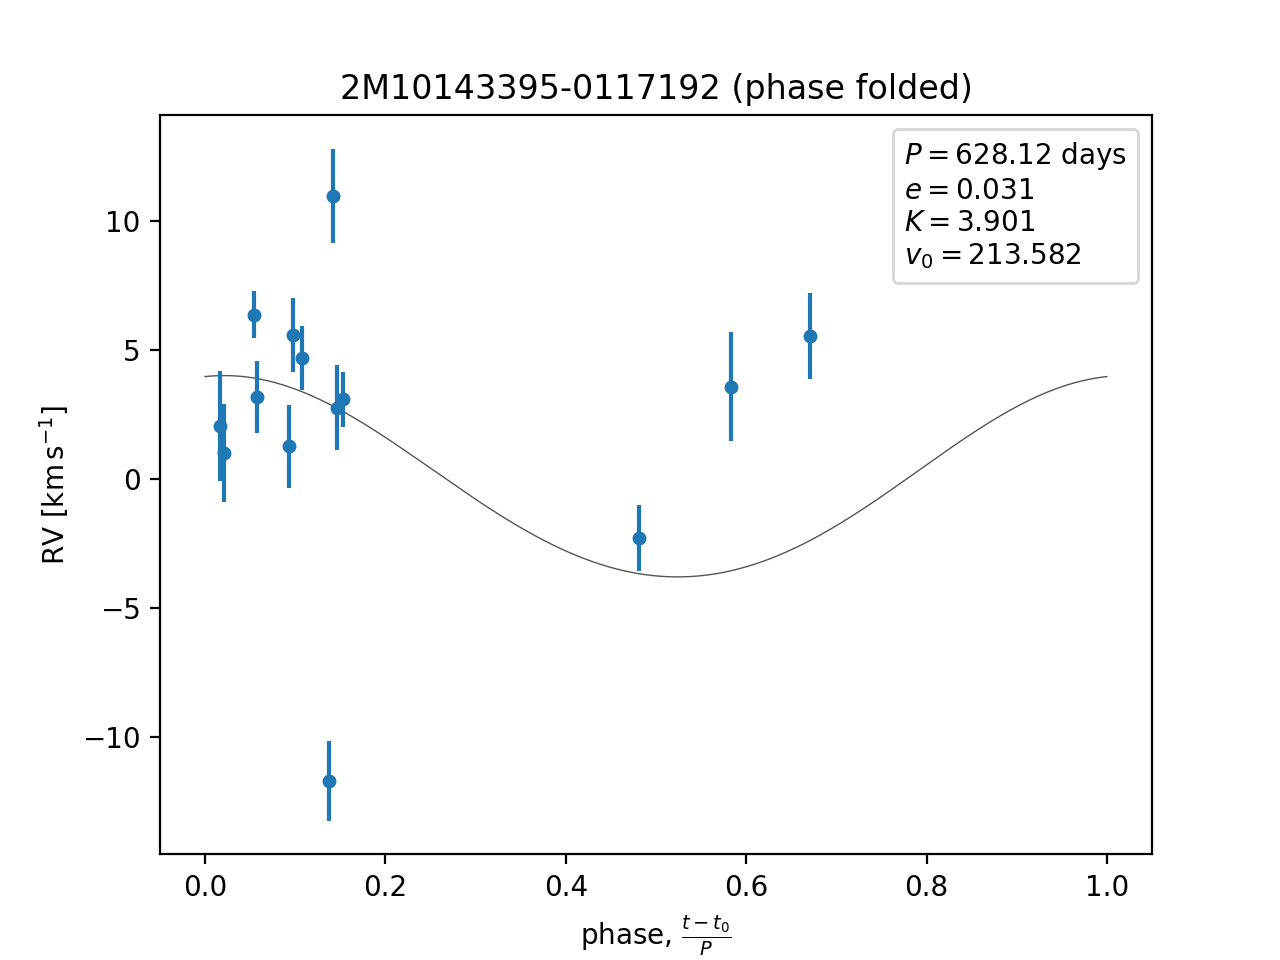 2M10143395-0117192 (phase folded)
P = 628.12 days
e = 0.031
K = 3.901
v₀ = 213.582
10
5
0
−5
−10
RV [km s⁻¹]
0.0 0.2 0.4 0.6 0.8 1.0
phase, (t − t₀)/P